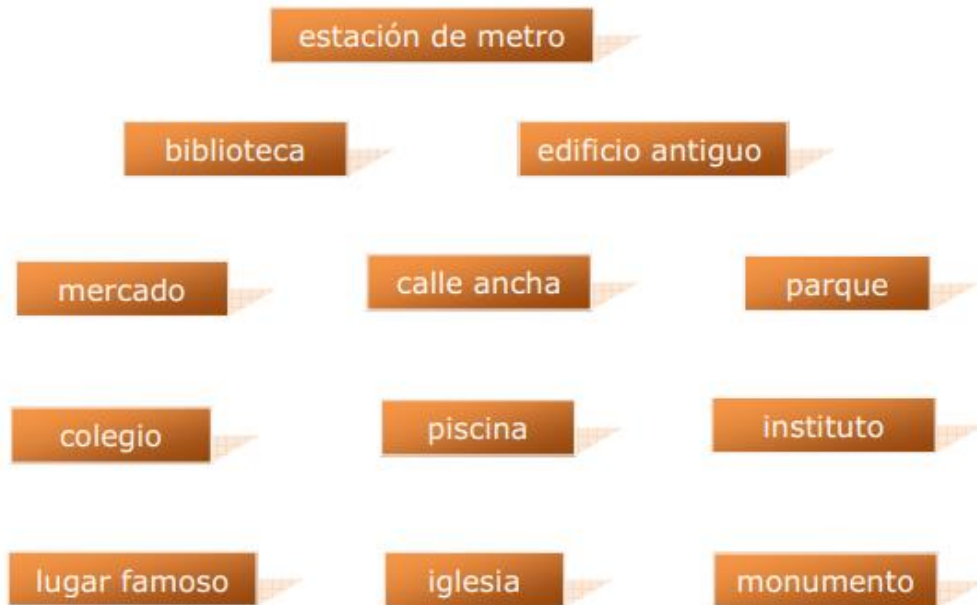 estación de metro
biblioteca
edificio antiguo
mercado
calle ancha
parque
colegio
piscina
instituto
lugar famoso
iglesia
monumento